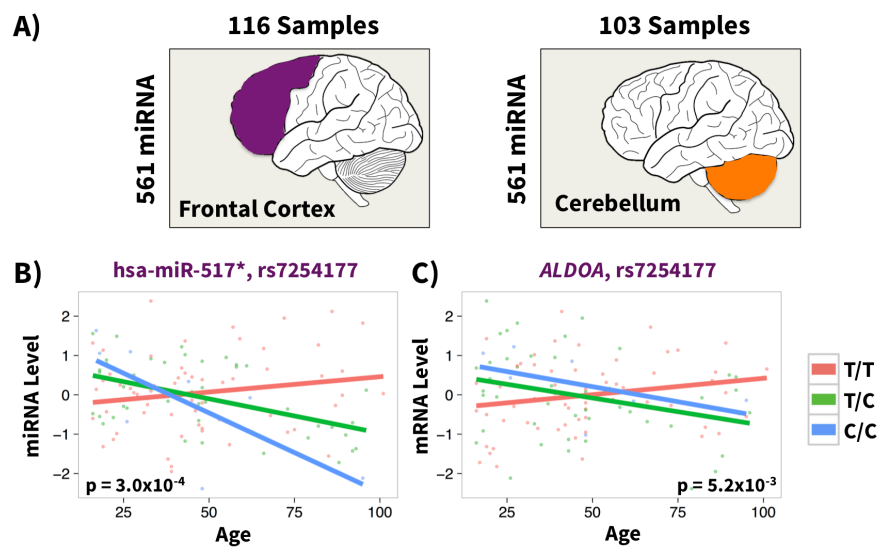 A)
116 Samples
103 Samples
561 miRNA
Frontal Cortex
561 miRNA
Cerebellum
B)
hsa-miR-517*, rs7254177
miRNA Level
2
1
0
−1
−2
p = 3.0x10-4
25
50
75
100
Age
C)
ALDOA, rs7254177
mRNA Level
2
1
0
−1
−2
p = 5.2x10-3
25
50
75
100
Age
T/T
T/C
C/C